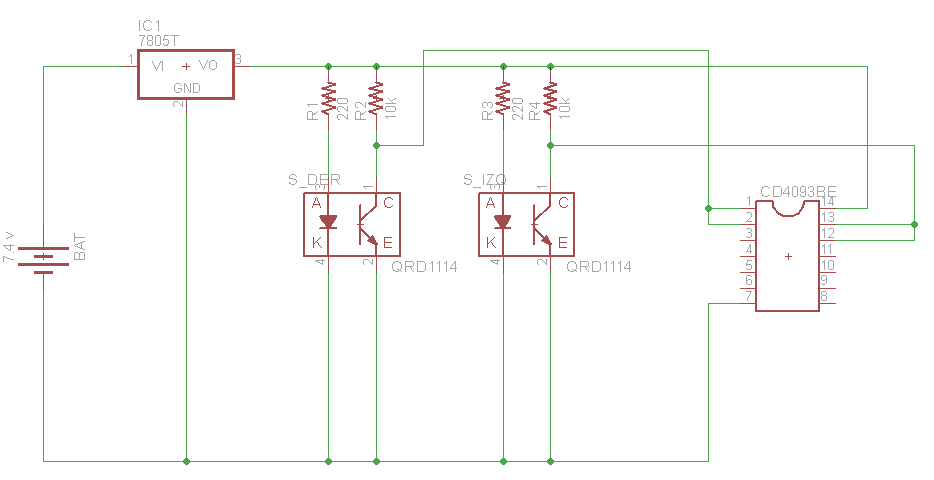 IC1
7805T
1
VI
+
VO
3
GND
2
7.4 v
BAT
R1
220
R2
10k
R3
220
R4
10k
S_DER
3
1
A
C
K
E
4
2
QRD1114
S_IZQ
3
1
A
C
K
E
4
2
QRD1114
CD4093BE
1
14
2
13
3
12
4
11
5
10
6
9
7
8